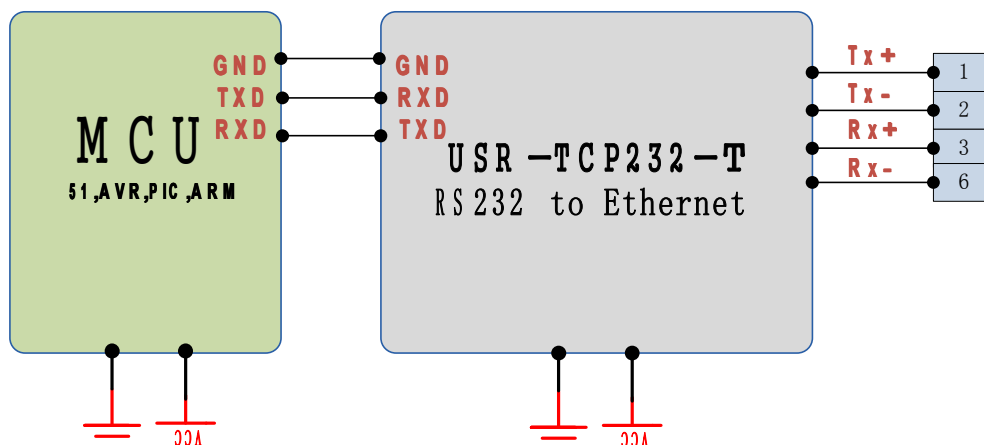 GND
TXD
RXD
MCU
51,AVR,PIC,ARM
GND
RXD
TXD
USR-TCP232-T
RS232 to Ethernet
Tx+
Tx-
Rx+
Rx-
1
2
3
6
VCC
VCC